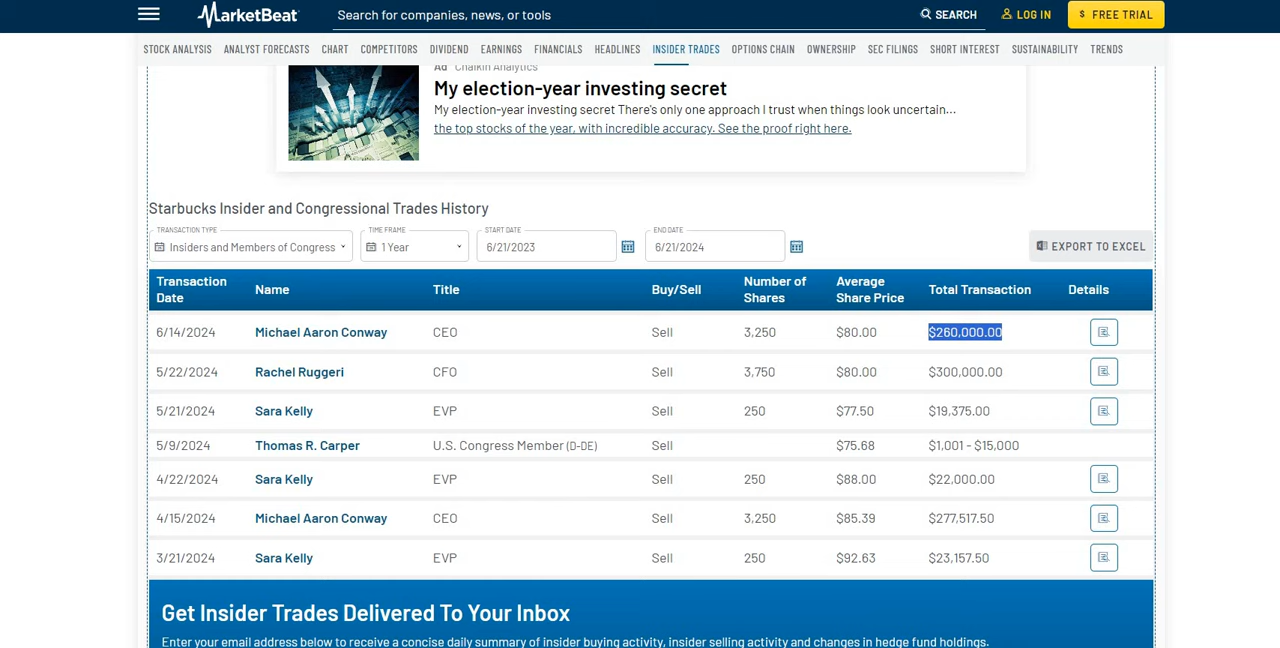 MarketBeat
Search for companies, news, or tools
SEARCH
LOG IN
$ FREE TRIAL
STOCK ANALYSIS ANALYST FORECASTS CHART COMPETITORS DIVIDEND EARNINGS FINANCIALS HEADLINES INSIDER TRADES OPTIONS CHAIN OWNERSHIP SEC FILINGS SHORT INTEREST SUSTAINABILITY TRENDS
Ad Chaikin Analytics
My election-year investing secret
My election-year investing secret There's only one approach I trust when things look uncertain...
the top stocks of the year, with incredible accuracy. See the proof right here.
Starbucks Insider and Congressional Trades History
TRANSACTION TYPE TIME FRAME START DATE END DATE
Insiders and Members of Congress 1 Year 6/21/2023 6/21/2024 EXPORT TO EXCEL
Transaction Date Name Title Buy/Sell Number of Shares Average Share Price Total Transaction Details
6/14/2024 Michael Aaron Conway CEO Sell 3,250 $80.00 $260,000.00
5/22/2024 Rachel Ruggeri CFO Sell 3,750 $80.00 $300,000.00
5/21/2024 Sara Kelly EVP Sell 250 $77.50 $19,375.00
5/9/2024 Thomas R. Carper U.S. Congress Member (D-DE) Sell $75.68 $1,001 - $15,000
4/22/2024 Sara Kelly EVP Sell 250 $88.00 $22,000.00
4/15/2024 Michael Aaron Conway CEO Sell 3,250 $85.39 $277,517.50
3/21/2024 Sara Kelly EVP Sell 250 $92.63 $23,157.50
Get Insider Trades Delivered To Your Inbox
Enter your email address below to receive a concise daily summary of insider buying activity, insider selling activity and changes in hedge fund holdings.